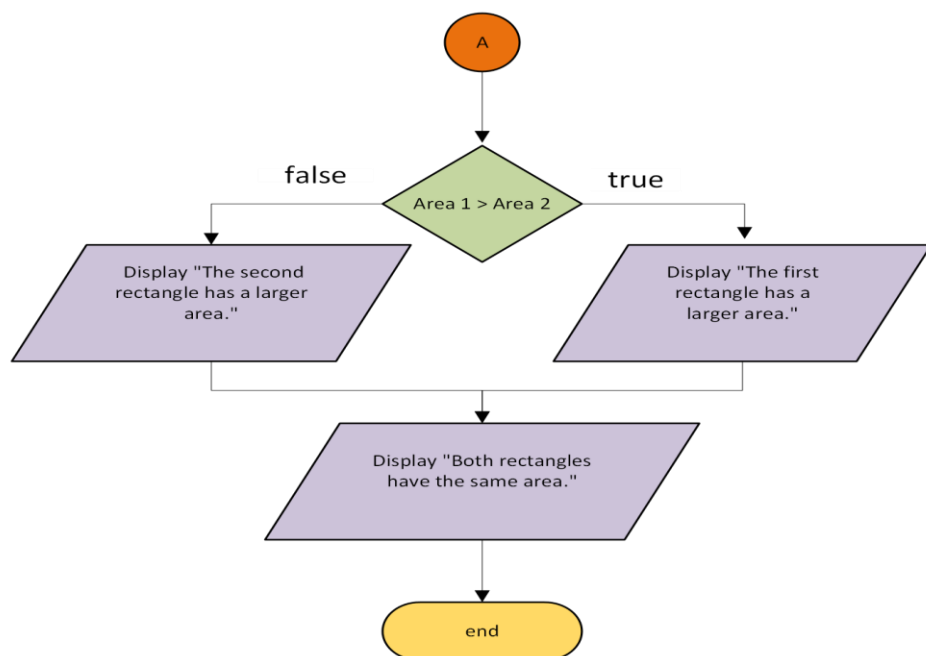 A
false
true
Area 1 > Area 2
Display "The second
rectangle has a larger
area."
Display "The first
rectangle has a
larger area."
Display "Both rectangles
have the same area."
end